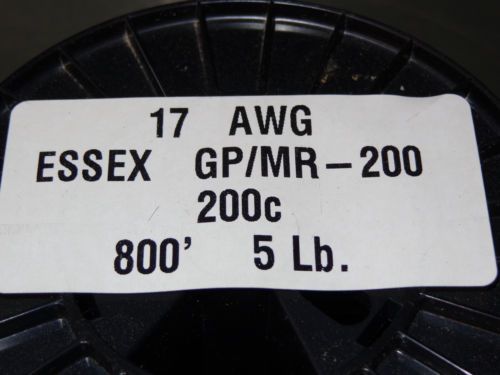 17 AWG
ESSEX GP/MR-200
200c
800' 5 Lb.